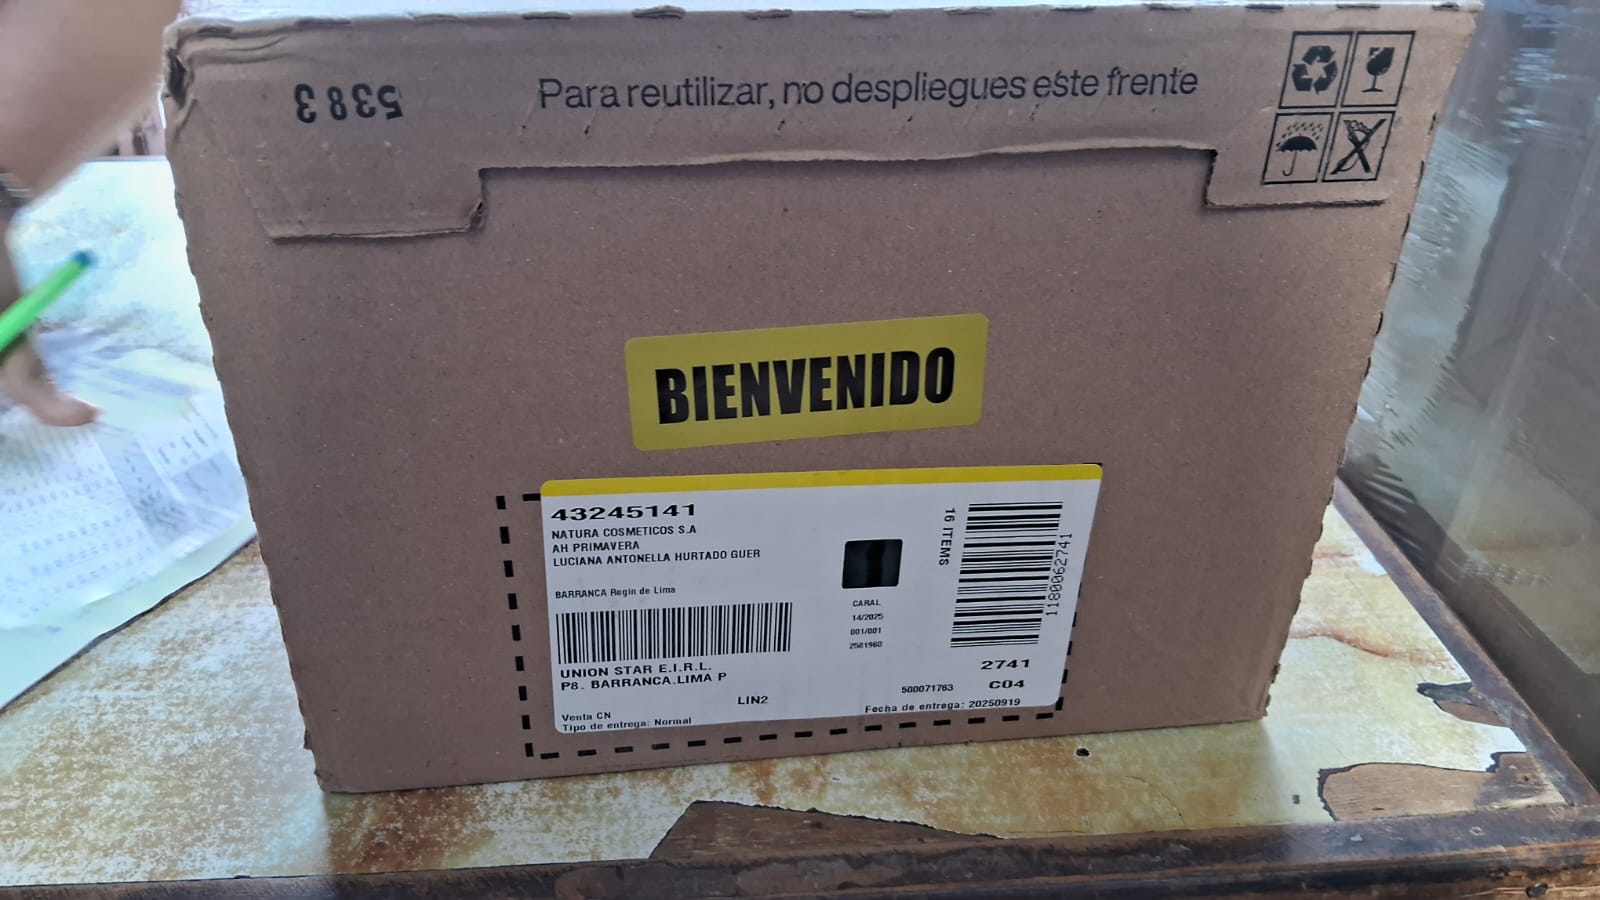 5383
Para reutilizar, no despliegues este frente
BIENVENIDO
43245141
NATURA COSMETICOS S.A
AH PRIMAVERA
LUCIANA ANTONELLA HURTADO GUER
BARRANCA Regin de Lima
UNION STAR E.I.R.L.
P8. BARRANCA.LIMA P
LIN2
Venta CN
Tipo de entrega: Normal
CARAL
14/2025
001/001
2581960
16 ITEMS
1180062741
2741
500071763
C04
Fecha de entrega: 20250919